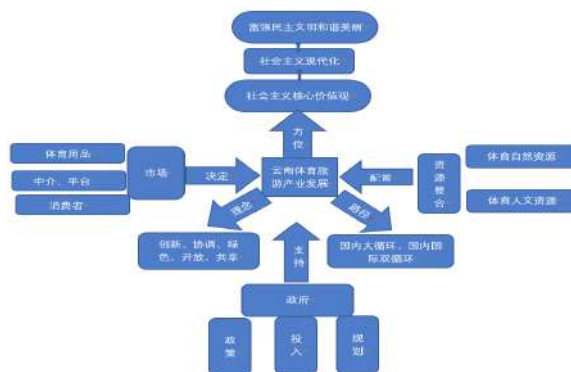 富强民主文明和谐美丽
社会主义现代化
社会主义核心价值观
方位
体育用品
中介、平台
消费者
市场
决定
云南体育旅
游产业发展
配置
资源整合
体育自然资源
体育人文资源
理念
路径
创新、协调、绿
色、开放、共享
支持
国内大循环、国内国
际双循环
政府
政策
投入
规划